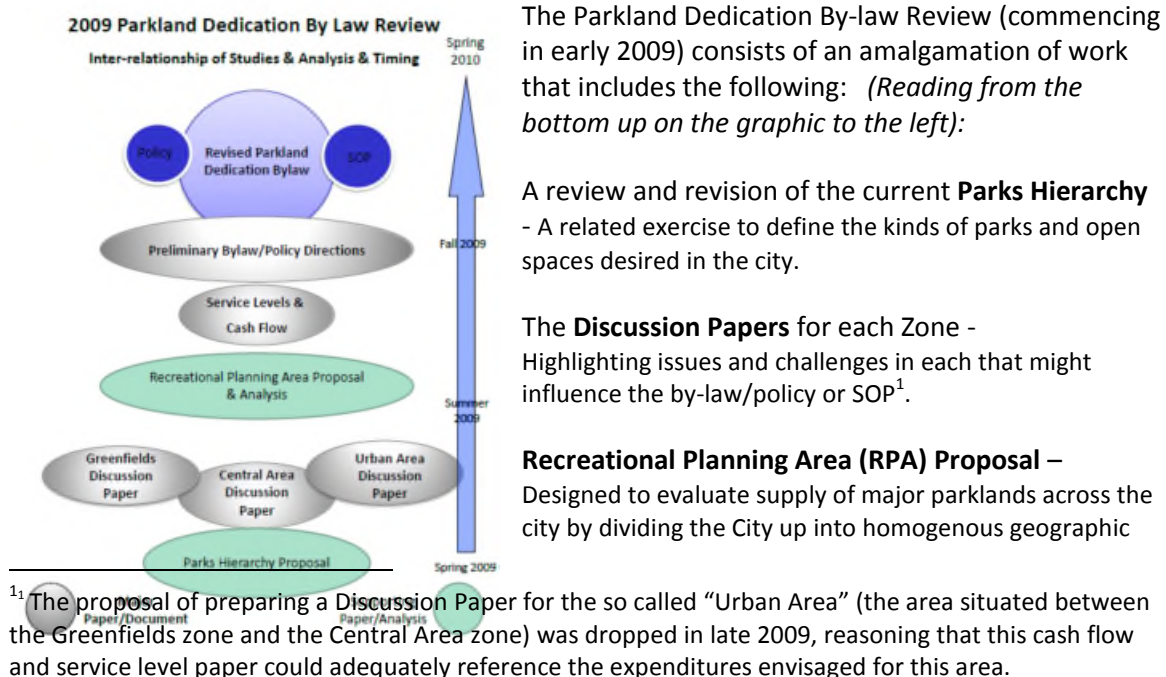 2009 Parkland Dedication By Law Review
Inter-relationship of Studies & Analysis & Timing
Spring
2010
Policy
Revised Parkland
Dedication Bylaw
SOP
Preliminary Bylaw/Policy Directions
Fall 2009
Service Levels &
Cash Flow
Recreational Planning Area Proposal
& Analysis
Summer
2009
Greenfields
Discussion
Paper
Central Area
Discussion
Paper
Urban Area
Discussion
Paper
Parks Hierarchy Proposal
Spring 2009
Paper/Document
Paper/Analysis
The Parkland Dedication By-law Review (commencing
in early 2009) consists of an amalgamation of work
that includes the following: (Reading from the
bottom up on the graphic to the left):
A review and revision of the current Parks Hierarchy
- A related exercise to define the kinds of parks and open
spaces desired in the city.
The Discussion Papers for each Zone -
Highlighting issues and challenges in each that might
influence the by-law/policy or SOP1.
Recreational Planning Area (RPA) Proposal –
Designed to evaluate supply of major parklands across the
city by dividing the City up into homogenous geographic
11 The proposal of preparing a Discussion Paper for the so called “Urban Area” (the area situated between
the Greenfields zone and the Central Area zone) was dropped in late 2009, reasoning that this cash flow
and service level paper could adequately reference the expenditures envisaged for this area.